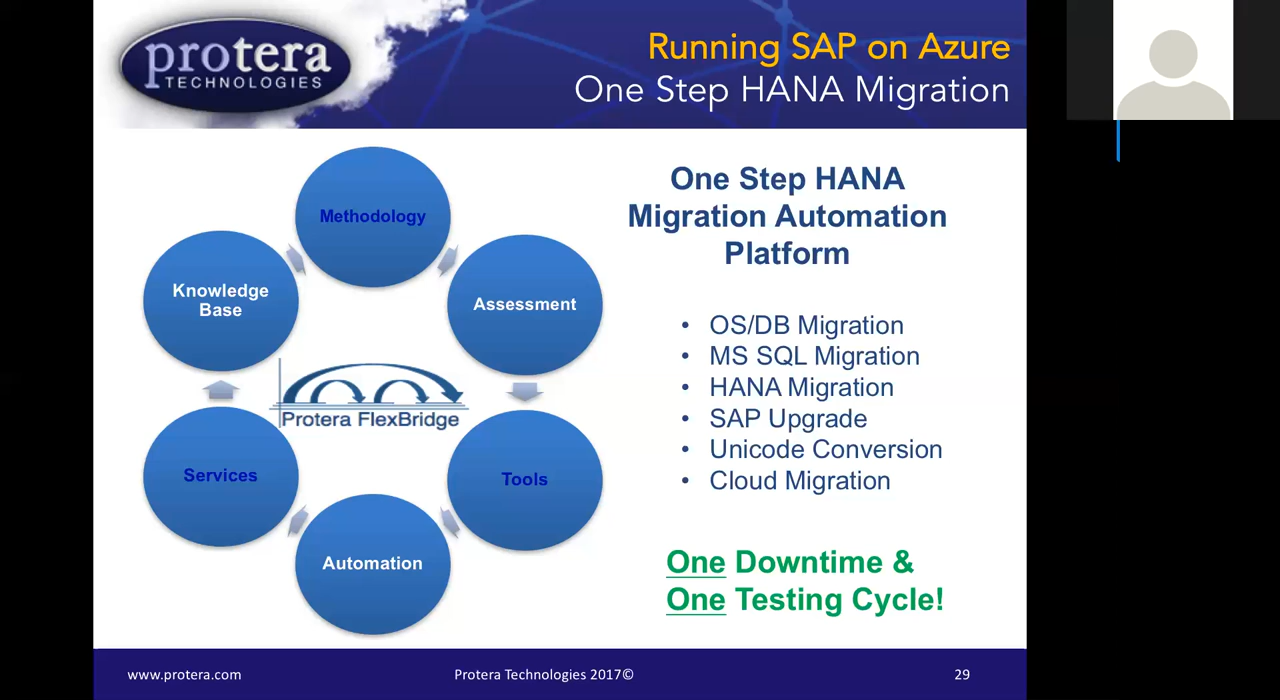 protera
TECHNOLOGIES
Running SAP on Azure
One Step HANA Migration
Methodology
Assessment
Tools
Automation
Services
Knowledge
Base
Protera FlexBridge
One Step HANA
Migration Automation
Platform
• OS/DB Migration
• MS SQL Migration
• HANA Migration
• SAP Upgrade
• Unicode Conversion
• Cloud Migration
One Downtime &
One Testing Cycle!
www.protera.com
Protera Technologies 2017©
29